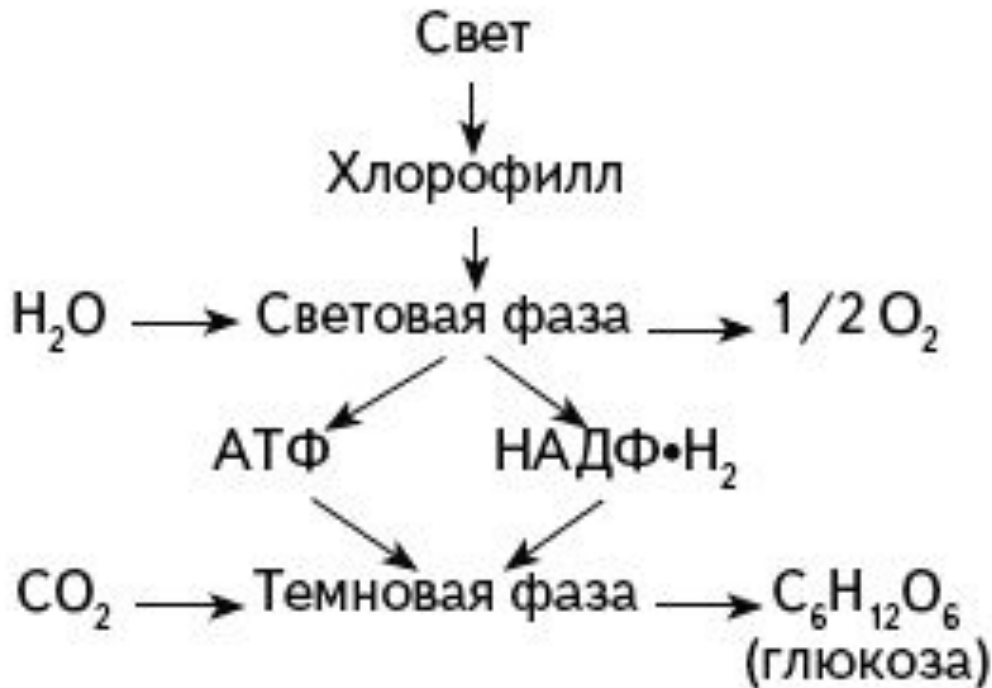 Свет
Хлорофилл
H₂O Световая фаза 1/2 O₂
АТФ НАДФ•H₂
CO₂ Темновая фаза C₆H₁₂O₆
(глюкоза)